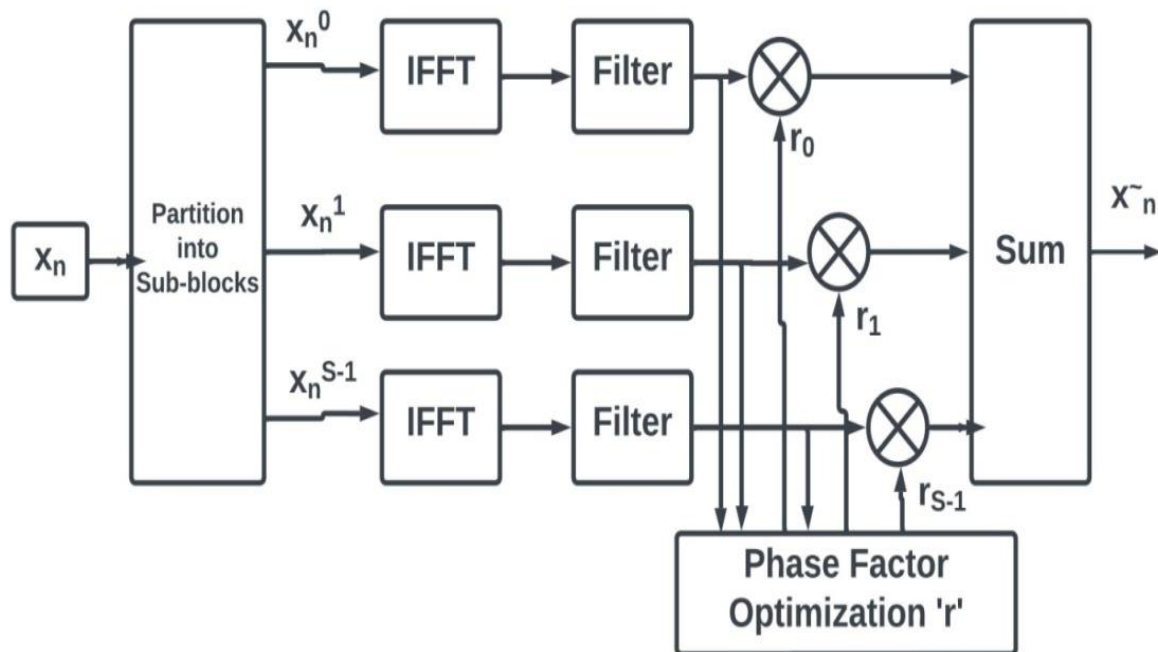 xₙ⁰
IFFT
Filter
r₀
Partition
into
Sub-blocks
xₙ
xₙ¹
IFFT
Filter
r₁
Sum
x~ₙ
xₙS-1
IFFT
Filter
rS-1
Phase Factor
Optimization 'r'